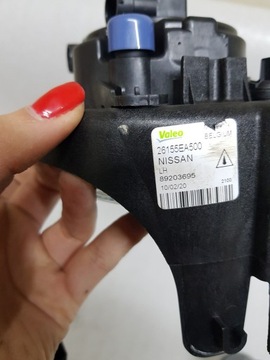 Valeo
BELGIUM
26155EA500
NISSAN
LH
89203695
10/02/20